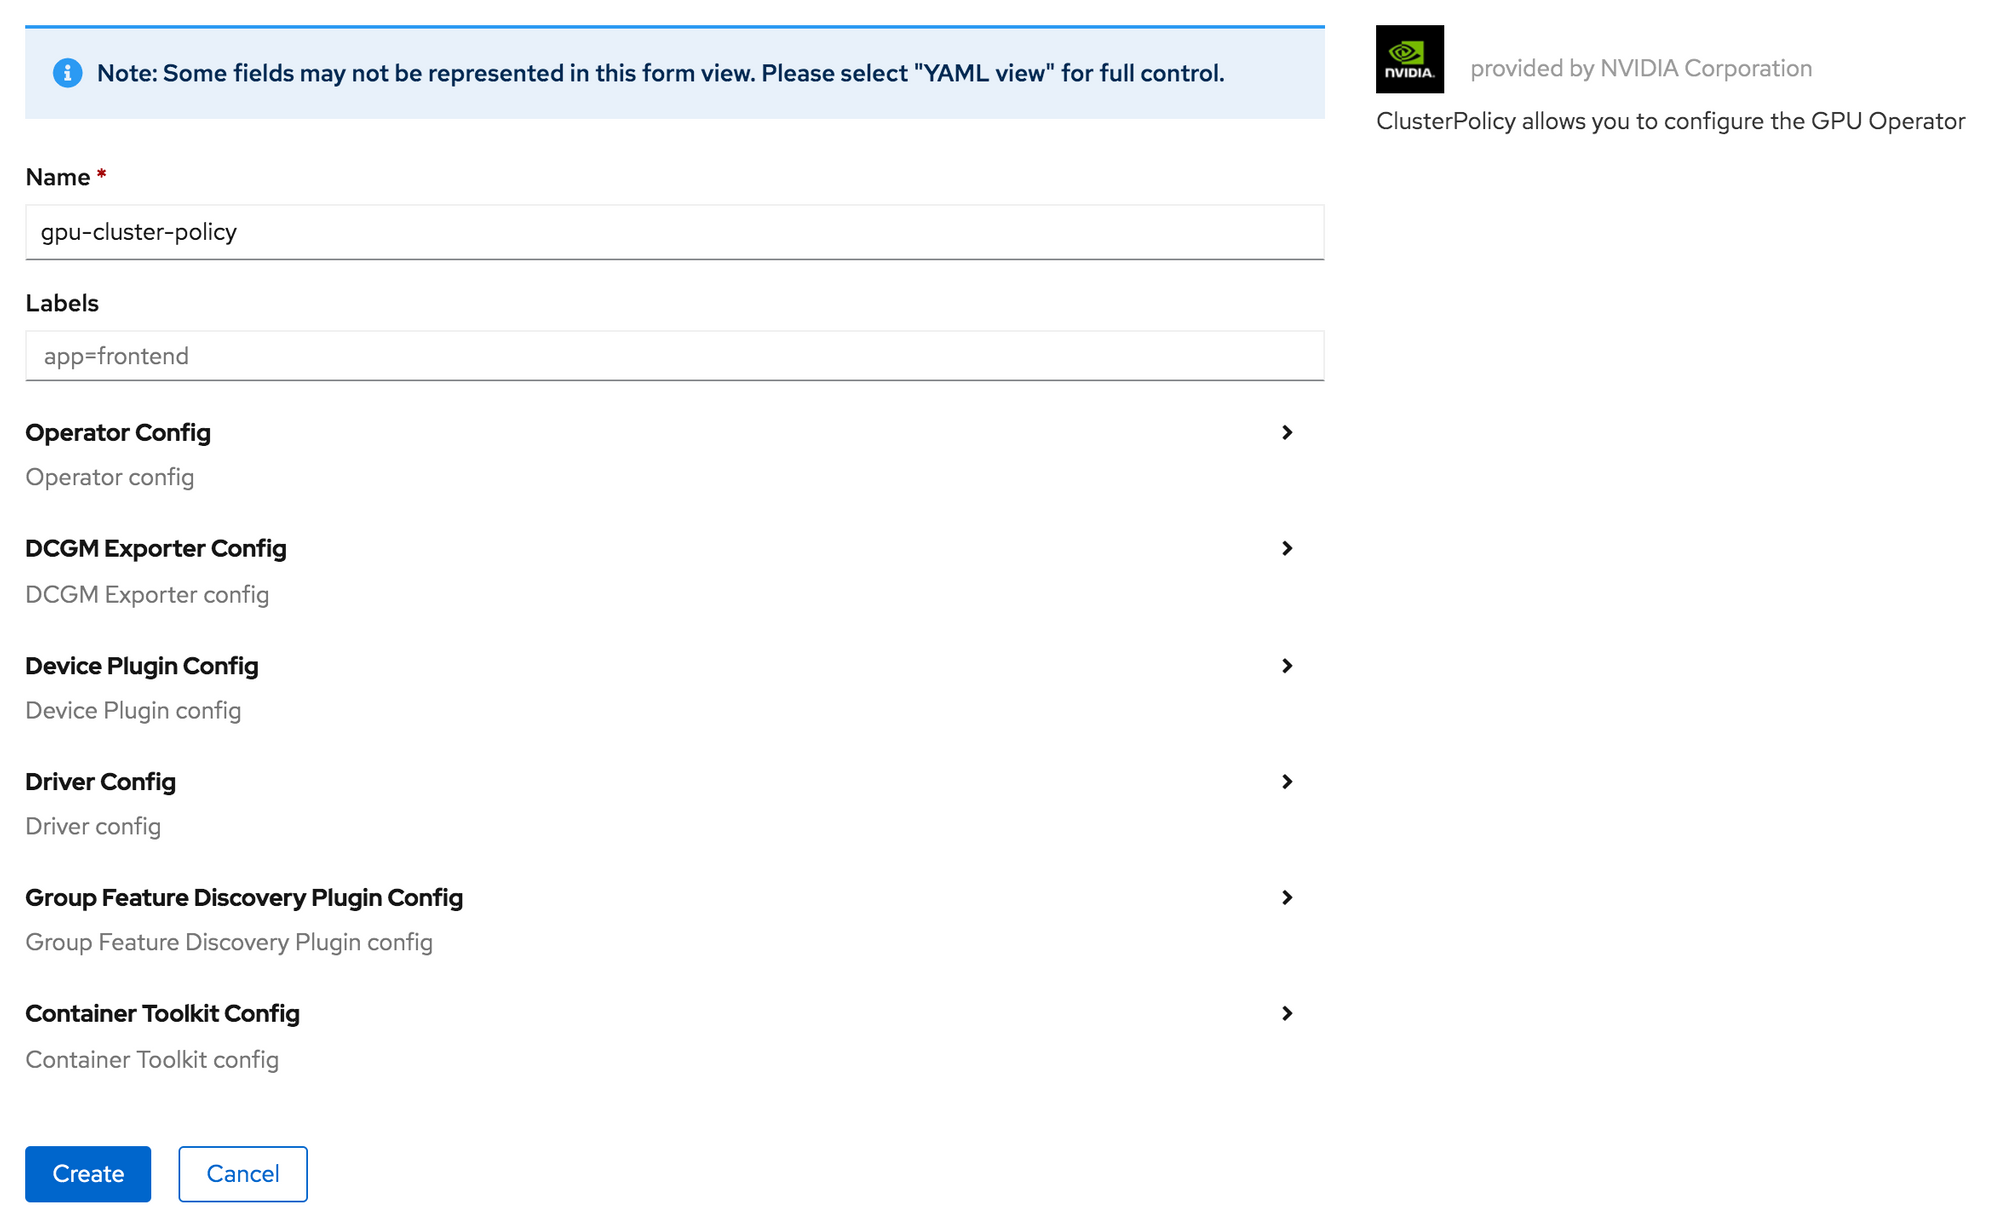 Note: Some fields may not be represented in this form view. Please select "YAML view" for full control.
Name *
gpu-cluster-policy
Labels
app=frontend
Operator Config
Operator config
DCGM Exporter Config
DCGM Exporter config
Device Plugin Config
Device Plugin config
Driver Config
Driver config
Group Feature Discovery Plugin Config
Group Feature Discovery Plugin config
Container Toolkit Config
Container Toolkit config
Create
Cancel
NVIDIA.
provided by NVIDIA Corporation
ClusterPolicy allows you to configure the GPU Operator